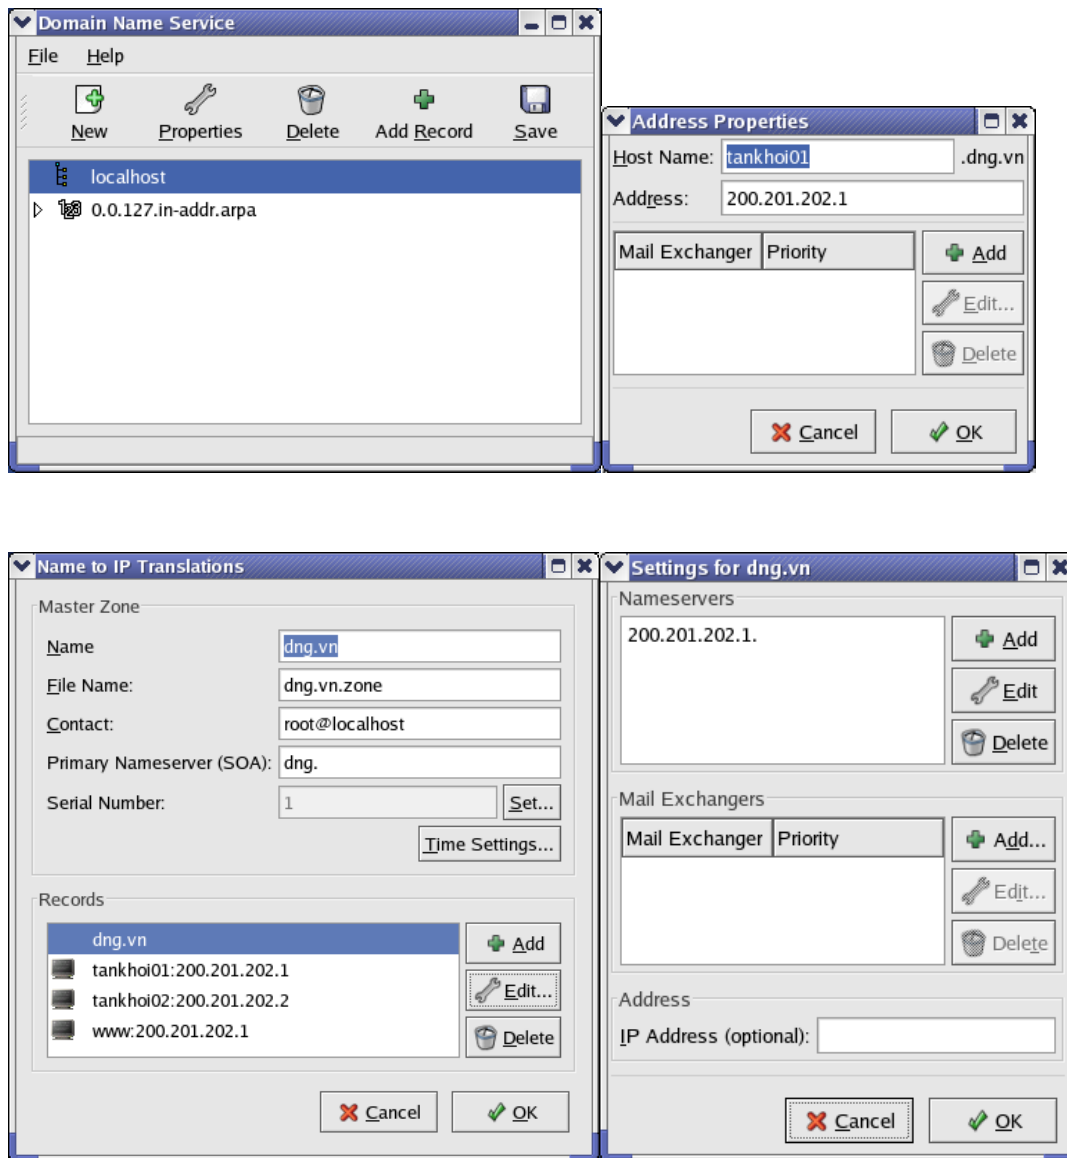 Domain Name Service
File Help
New Properties Delete Add Record Save
localhost
0.0.127.in-addr.arpa
Address Properties
Host Name: tankhoi01 .dng.vn
Address: 200.201.202.1
Mail Exchanger Priority
Add
Edit...
Delete
Cancel OK
Name to IP Translations
Master Zone
Name dng.vn
File Name: dng.vn.zone
Contact: root@localhost
Primary Nameserver (SOA): dng.
Serial Number: 1 Set...
Time Settings...
Records
dng.vn
tankhoi01:200.201.202.1
tankhoi02:200.201.202.2
www:200.201.202.1
Add
Edit...
Delete
Cancel OK
Settings for dng.vn
Nameservers
200.201.202.1.
Add
Edit
Delete
Mail Exchangers
Mail Exchanger Priority
Add...
Edit...
Delete
Address
IP Address (optional):
Cancel OK